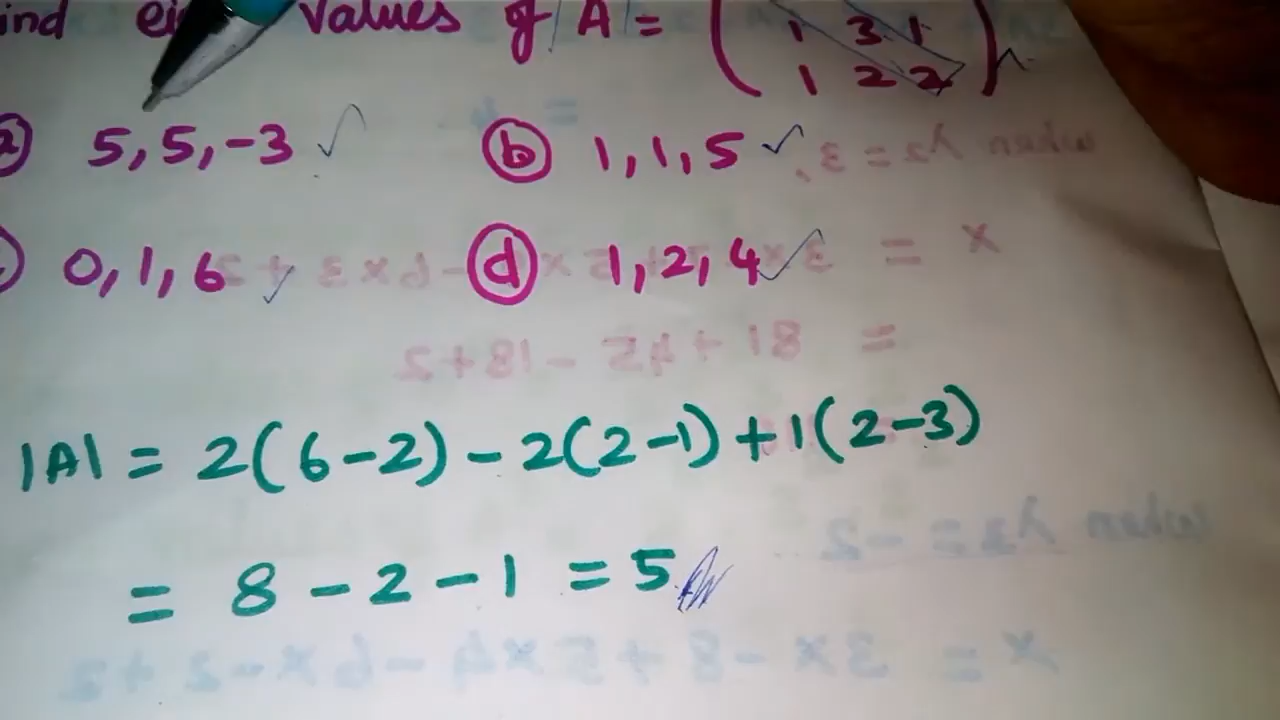 ind ei values of A = ( 1 3 1
1 2 2 )
a) 5, 5, -3 ✓ (b) 1, 1, 5 ✓
) 0, 1, 6 ✓ (d) 1, 2, 4 ✓
|A| = 2(6-2) - 2(2-1) + 1(2-3)
= 8 - 2 - 1 = 5